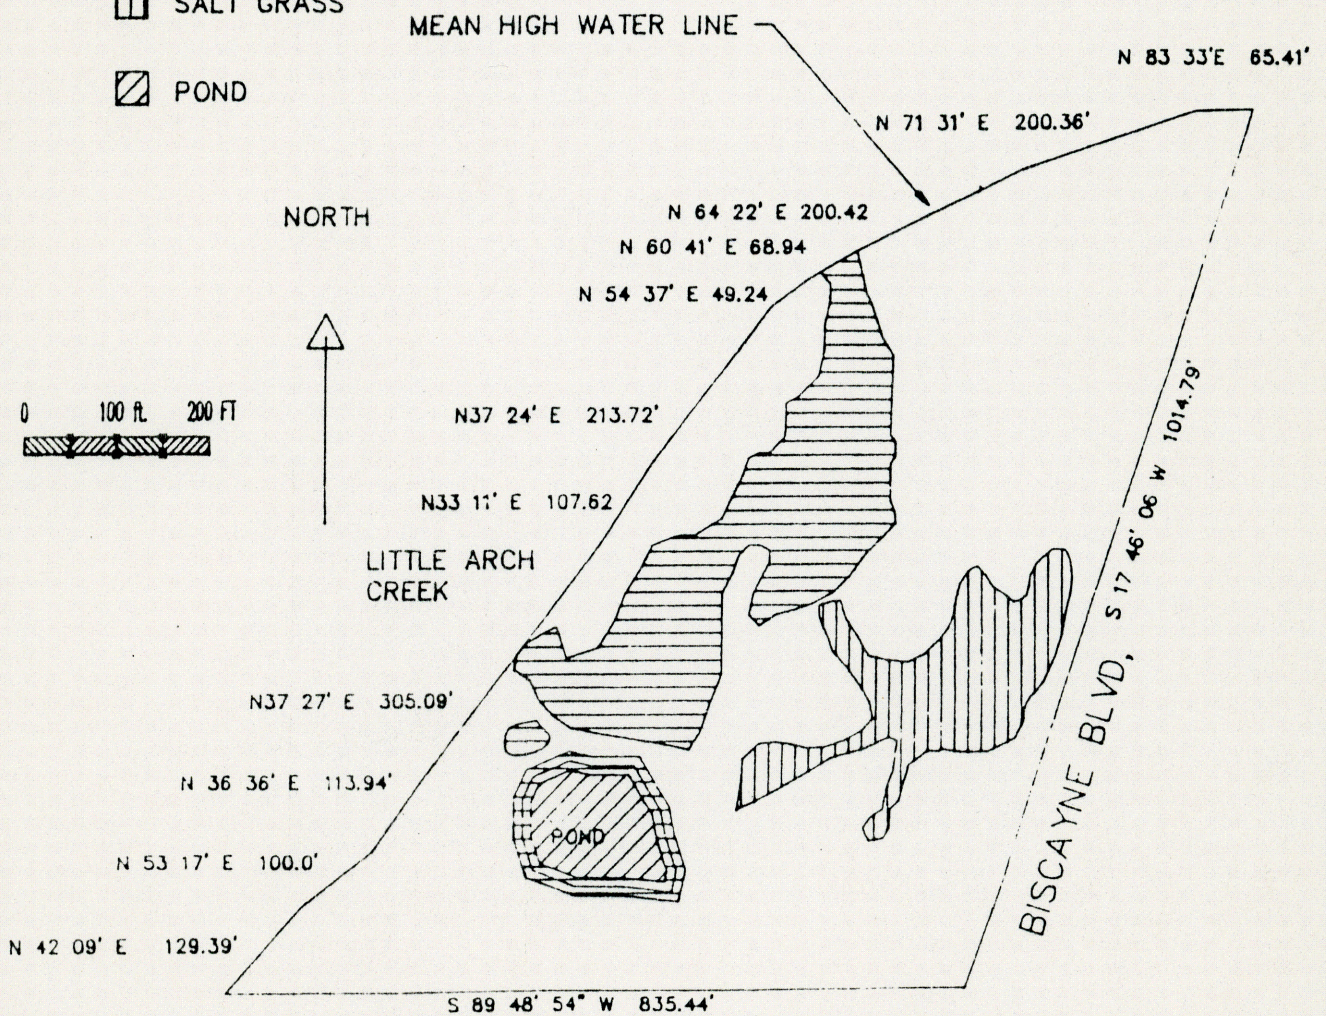 SALT GRASS
MEAN HIGH WATER LINE
N 83 33'E 65.41'
POND
N 71 31' E 200.36'
NORTH
N 64 22' E 200.42
N 60 41' E 68.94
N 54 37' E 49.24
0 100 ft. 200 FT
N37 24' E 213.72'
N33 11' E 107.62
LITTLE ARCH
CREEK
BISCAYNE BLVD, S 17 46' 06 W 1014.79'
N37 27' E 305.09'
N 36 36' E 113.94'
POND
N 53 17' E 100.0'
N 42 09' E 129.39'
S 89 48' 54" W 835.44'